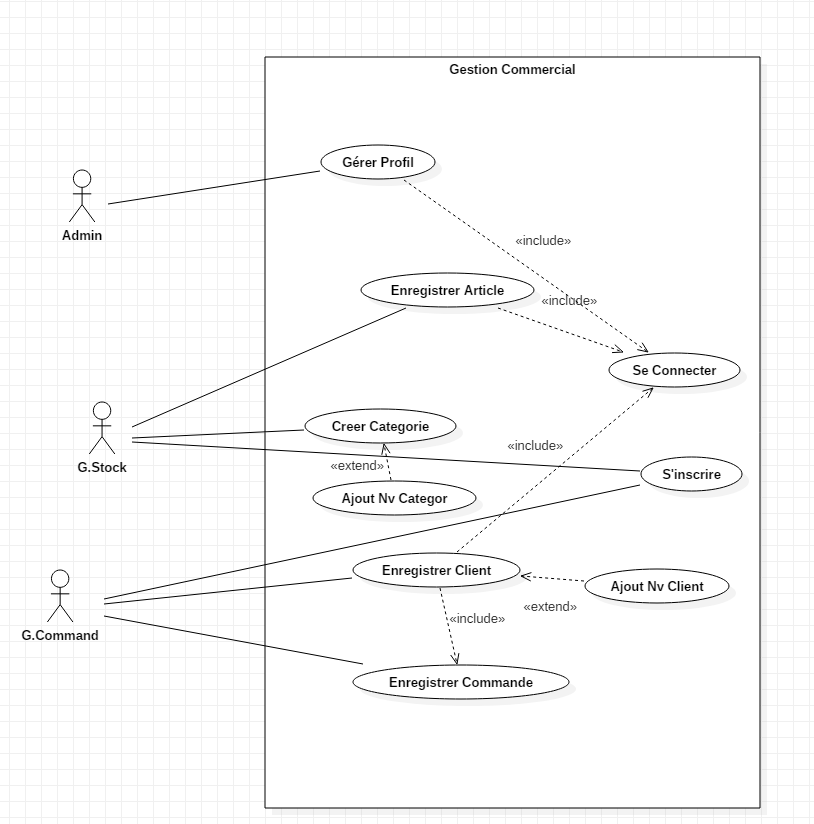 Gestion Commercial
Gérer Profil
Admin
«include»
Enregistrer Article
«include»
Se Connecter
G.Stock
Creer Categorie
«include»
«extend»
S'inscrire
Ajout Nv Categor
Enregistrer Client
Ajout Nv Client
G.Command
«extend»
«include»
Enregistrer Commande